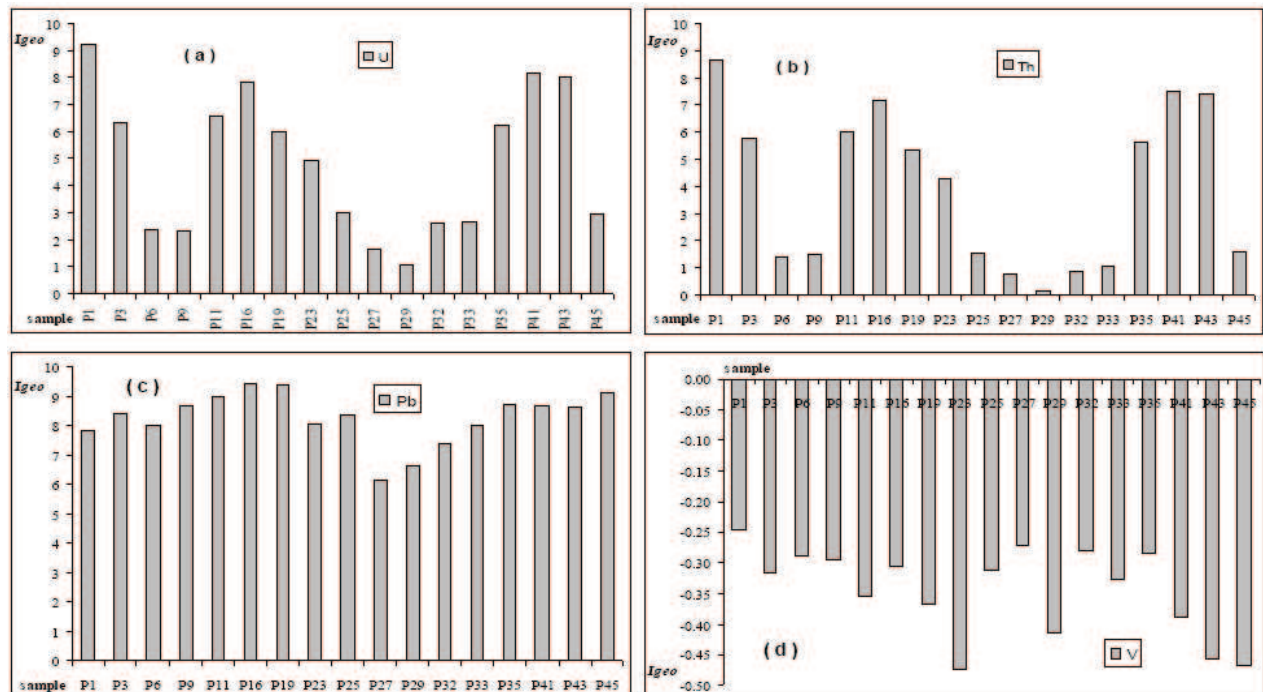 10
9
8
7
6
5
4
3
2
1
0
Igeo
( a )
U
sample P1 P3 P6 P9 P11 P16 P19 P23 P25 P27 P29 P32 P33 P35 P41 P43 P45
10
9
8
7
6
5
4
3
2
1
0
Igeo
( b )
Th
sample P1 P3 P6 P9 P11 P16 P19 P23 P25 P27 P29 P32 P33 P35 P41 P43 P45
10
9
8
7
6
5
4
3
2
1
0
Igeo
( c )
Pb
sample P1 P3 P6 P9 P11 P16 P19 P23 P25 P27 P29 P32 P33 P35 P41 P43 P45
sample
0.00
-0.05
-0.10
-0.15
-0.20
-0.25
-0.30
-0.35
-0.40
-0.45
-0.50
P1 P3 P6 P9 P11 P16 P19 P23 P25 P27 P29 P32 P33 P35 P41 P43 P45
( d )
V
Igeo